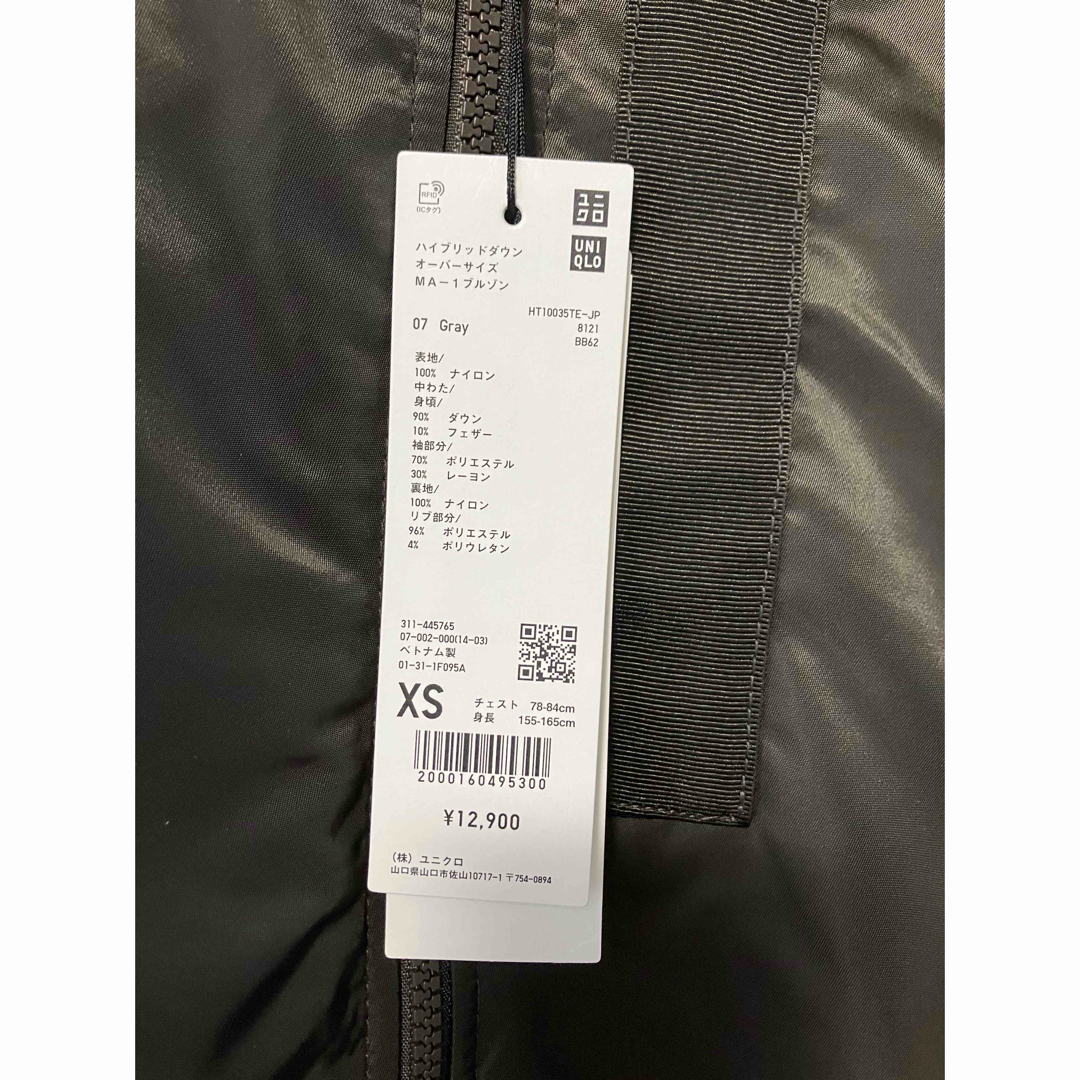 RFID
(ICタグ)
ユニ
クロ
UNI
QLO
ハイブリッドダウン
オーバーサイズ
MA-1ブルゾン
HT10035TE-JP
07 Gray
8121
BB62
表地/
100% ナイロン
中わた/
身頃/
90% ダウン
10% フェザー
袖部分/
70% ポリエステル
30% レーヨン
裏地/
100% ナイロン
リブ部分/
96% ポリエステル
4% ポリウレタン
311-445765
07-002-000(14-03)
ベトナム製
01-31-1F095A
XS
チェスト 78-84cm
身長 155-165cm
2000160495300
¥12,900
(株) ユニクロ
山口県山口市佐山10717-1 〒754-0894